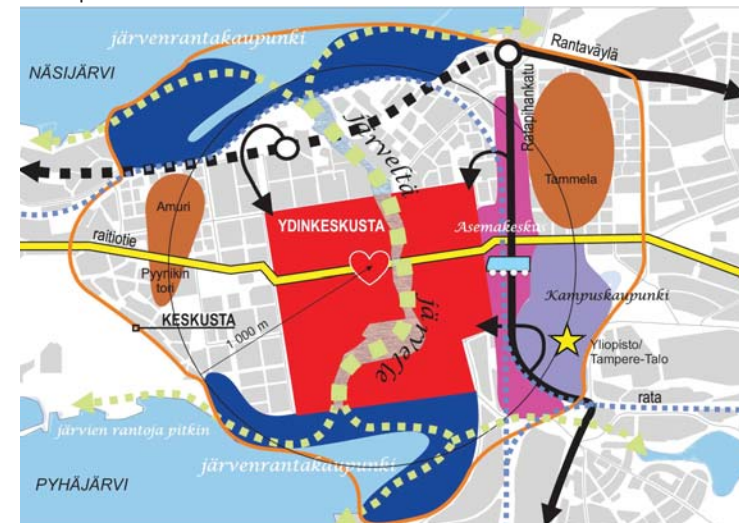 järvenrantakaupunki
NÄSIJÄRVI
Rantaväylä
Ratapihankatu
järveltä
Tammela
Amuri
YDINKESKUSTA
Asemakeskus
raitiotie
Pyynikin
tori
Kampuskaupunki
KESKUSTA
1 000 m
järvelle
Yliopisto/
Tampere-Talo
rata
järvien rantoja pitkin
järvenrantakaupunki
PYHÄJÄRVI